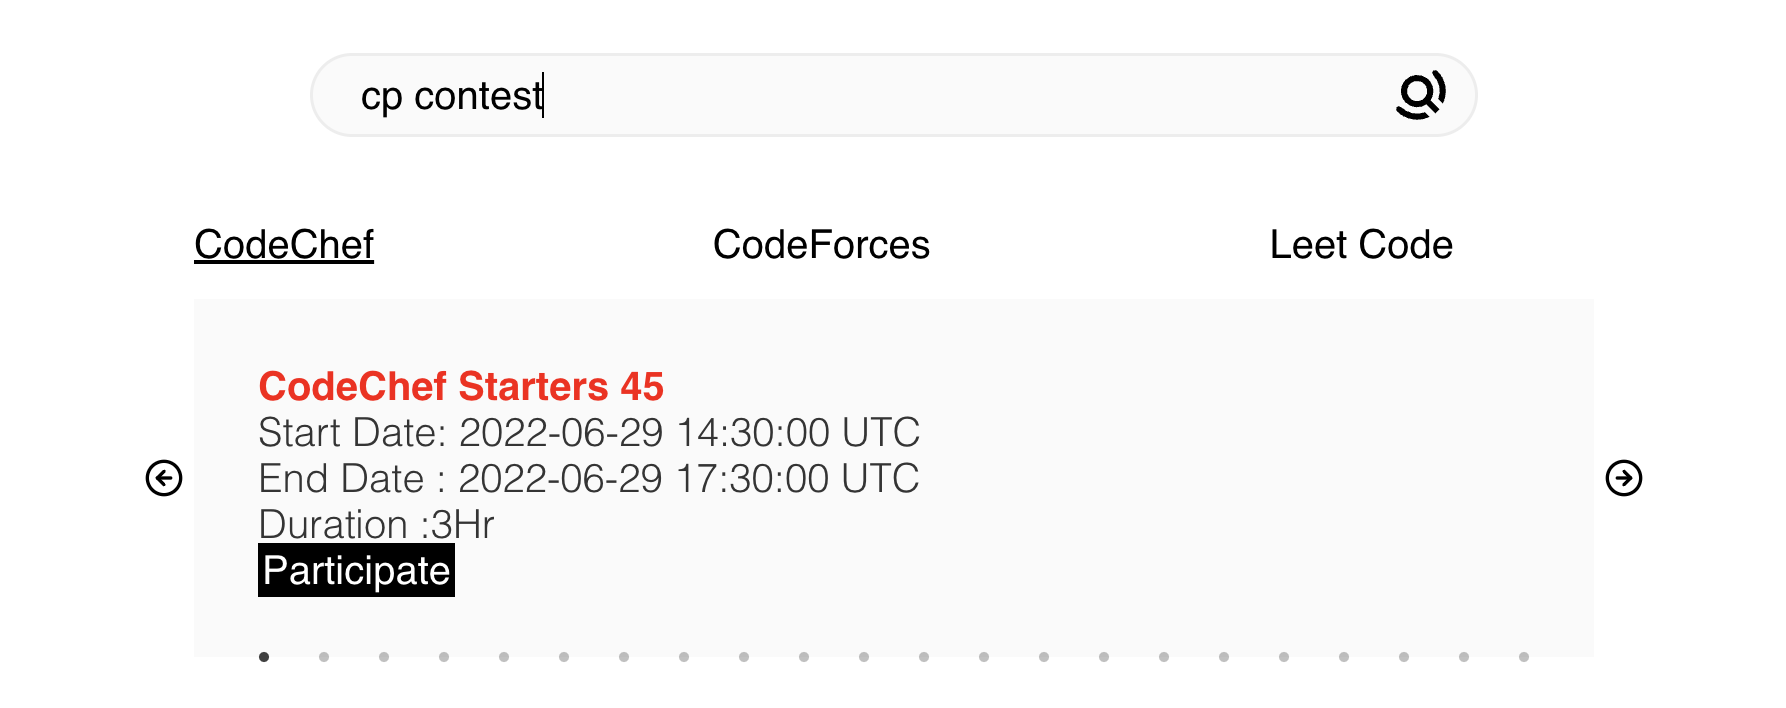 cp contest
CodeChef CodeForces Leet Code
CodeChef Starters 45
Start Date: 2022-06-29 14:30:00 UTC
End Date : 2022-06-29 17:30:00 UTC
Duration :3Hr
Participate